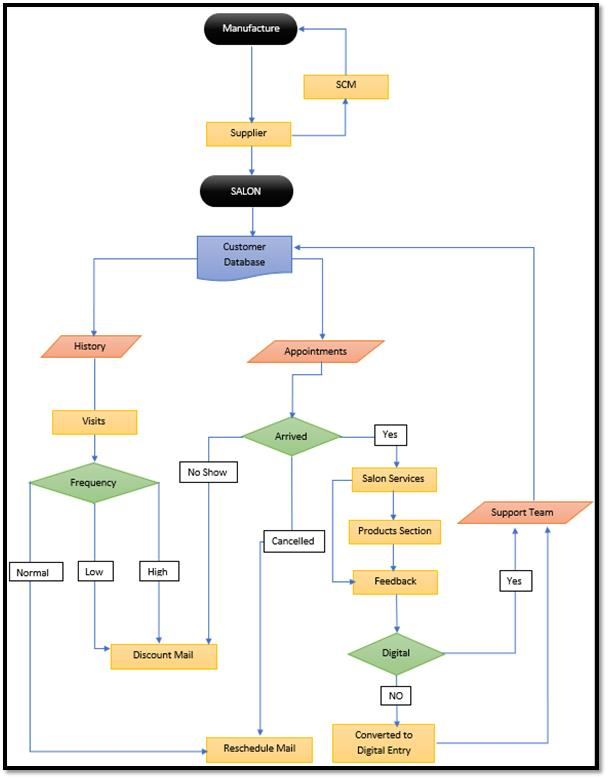 Manufacture
SCM
Supplier
SALON
Customer
Database
History
Appointments
Visits
Arrived
Yes
No Show
Salon Services
Frequency
Support Team
Products Section
Cancelled
Normal
Low
High
Feedback
Yes
Discount Mail
Digital
NO
Reschedule Mail
Converted to
Digital Entry